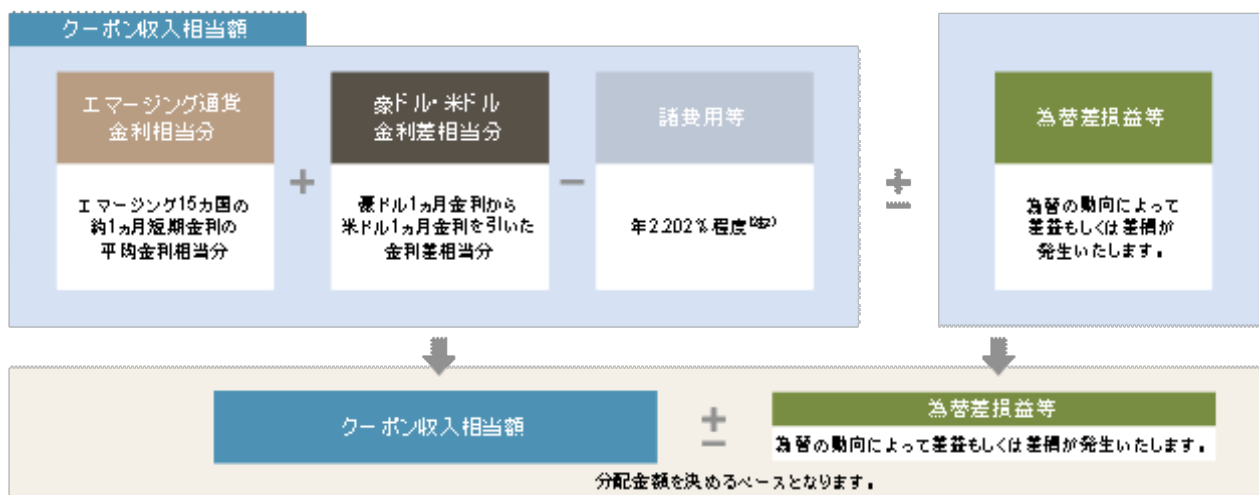 クーポン収入相当額
エマージング通貨
金利相当分
+
豪ドル・米ドル
金利差相当分
−
諸費用等
±
為替差損益等
エマージング15カ国の
約1ヵ月短期金利の
平均金利相当分
豪ドル1ヵ月金利から
米ドル1ヵ月金利を引いた
金利差相当分
年2.202%程度
為替の動向によって
差益もしくは差損が
発生いたします。
クーポン収入相当額
±
為替差損益等
為替の動向によって差益もしくは差損が発生いたします。
分配金額を決めるベースとなります。